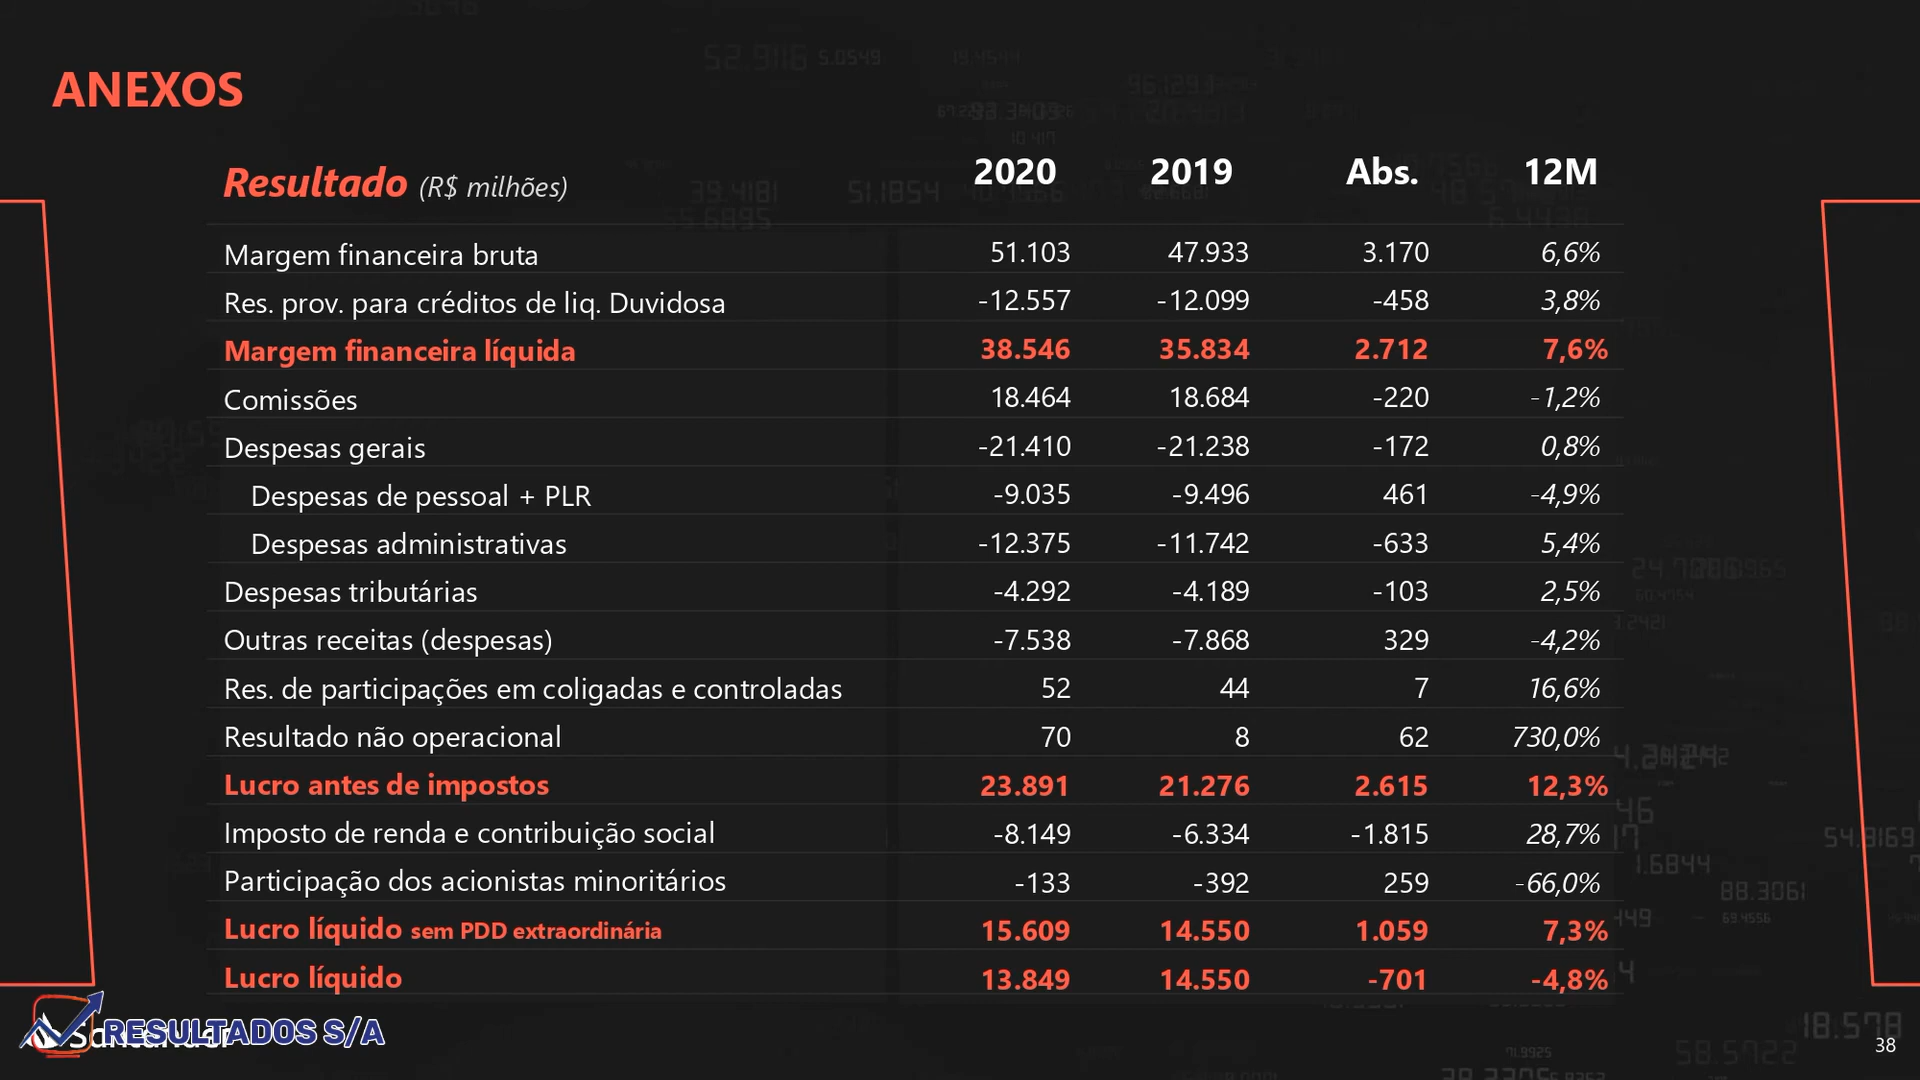 ANEXOS
Resultado (R$ milhões) 2020 2019 Abs. 12M
Margem financeira bruta 51.103 47.933 3.170 6,6%
Res. prov. para créditos de liq. Duvidosa -12.557 -12.099 -458 3,8%
Margem financeira líquida 38.546 35.834 2.712 7,6%
Comissões 18.464 18.684 -220 -1,2%
Despesas gerais -21.410 -21.238 -172 0,8%
Despesas de pessoal + PLR -9.035 -9.496 461 -4,9%
Despesas administrativas -12.375 -11.742 -633 5,4%
Despesas tributárias -4.292 -4.189 -103 2,5%
Outras receitas (despesas) -7.538 -7.868 329 -4,2%
Res. de participações em coligadas e controladas 52 44 7 16,6%
Resultado não operacional 70 8 62 730,0%
Lucro antes de impostos 23.891 21.276 2.615 12,3%
Imposto de renda e contribuição social -8.149 -6.334 -1.815 28,7%
Participação dos acionistas minoritários -133 -392 259 -66,0%
Lucro líquido sem PDD extraordinária 15.609 14.550 1.059 7,3%
Lucro líquido 13.849 14.550 -701 -4,8%
RESULTADOS S/A
38